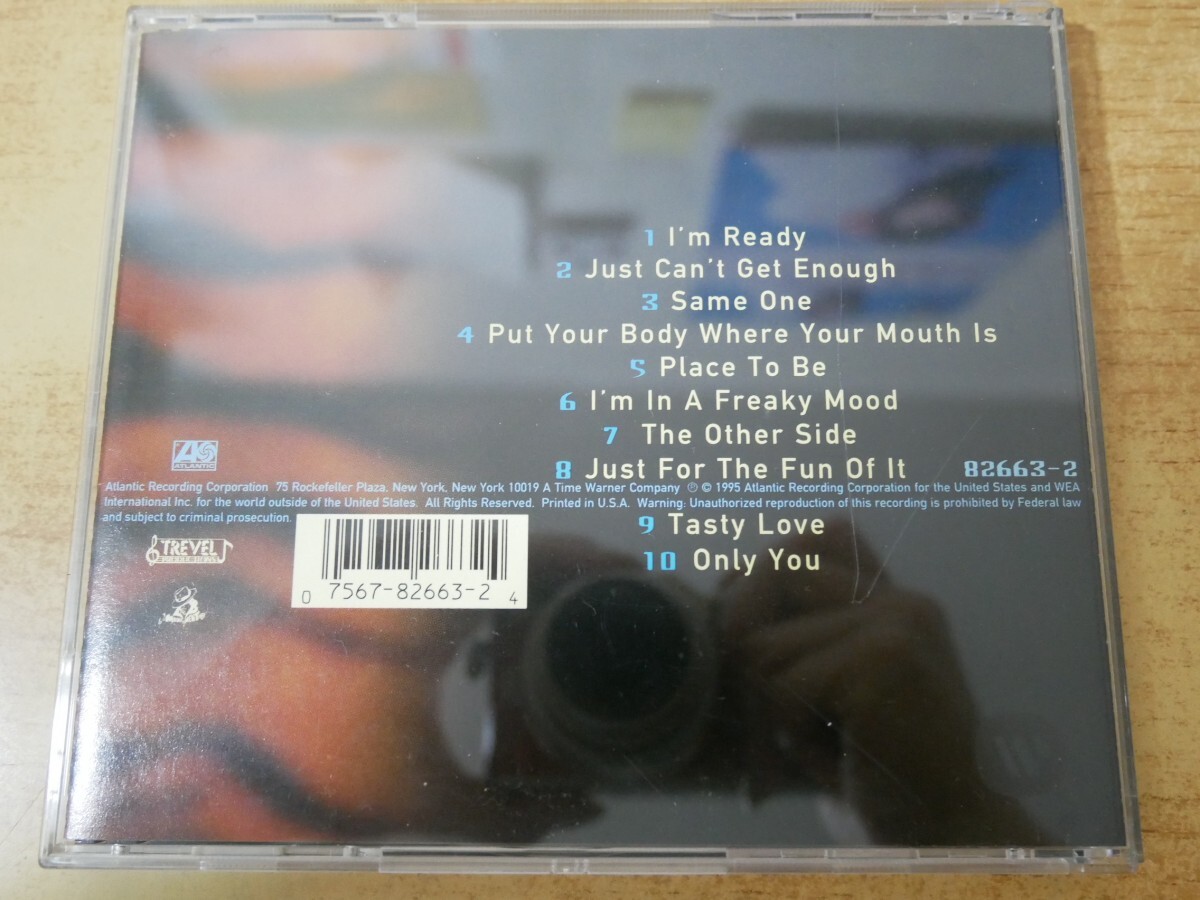 1 I'm Ready
2 Just Can't Get Enough
3 Same One
4 Put Your Body Where Your Mouth Is
5 Place To Be
6 I'm In A Freaky Mood
7 The Other Side
8 Just For The Fun Of It
82663-2
ATLANTIC
Atlantic Recording Corporation 75 Rockefeller Plaza, New York, New York 10019 A Time Warner Company ℗ © 1995 Atlantic Recording Corporation for the United States and WEA
International Inc. for the world outside of the United States. All Rights Reserved. Printed in U.S.A. Warning: Unauthorized reproduction of this recording is prohibited by Federal law
and subject to criminal prosecution.
9 Tasty Love
10 Only You
TREVEL
0 7567-82663-2 4